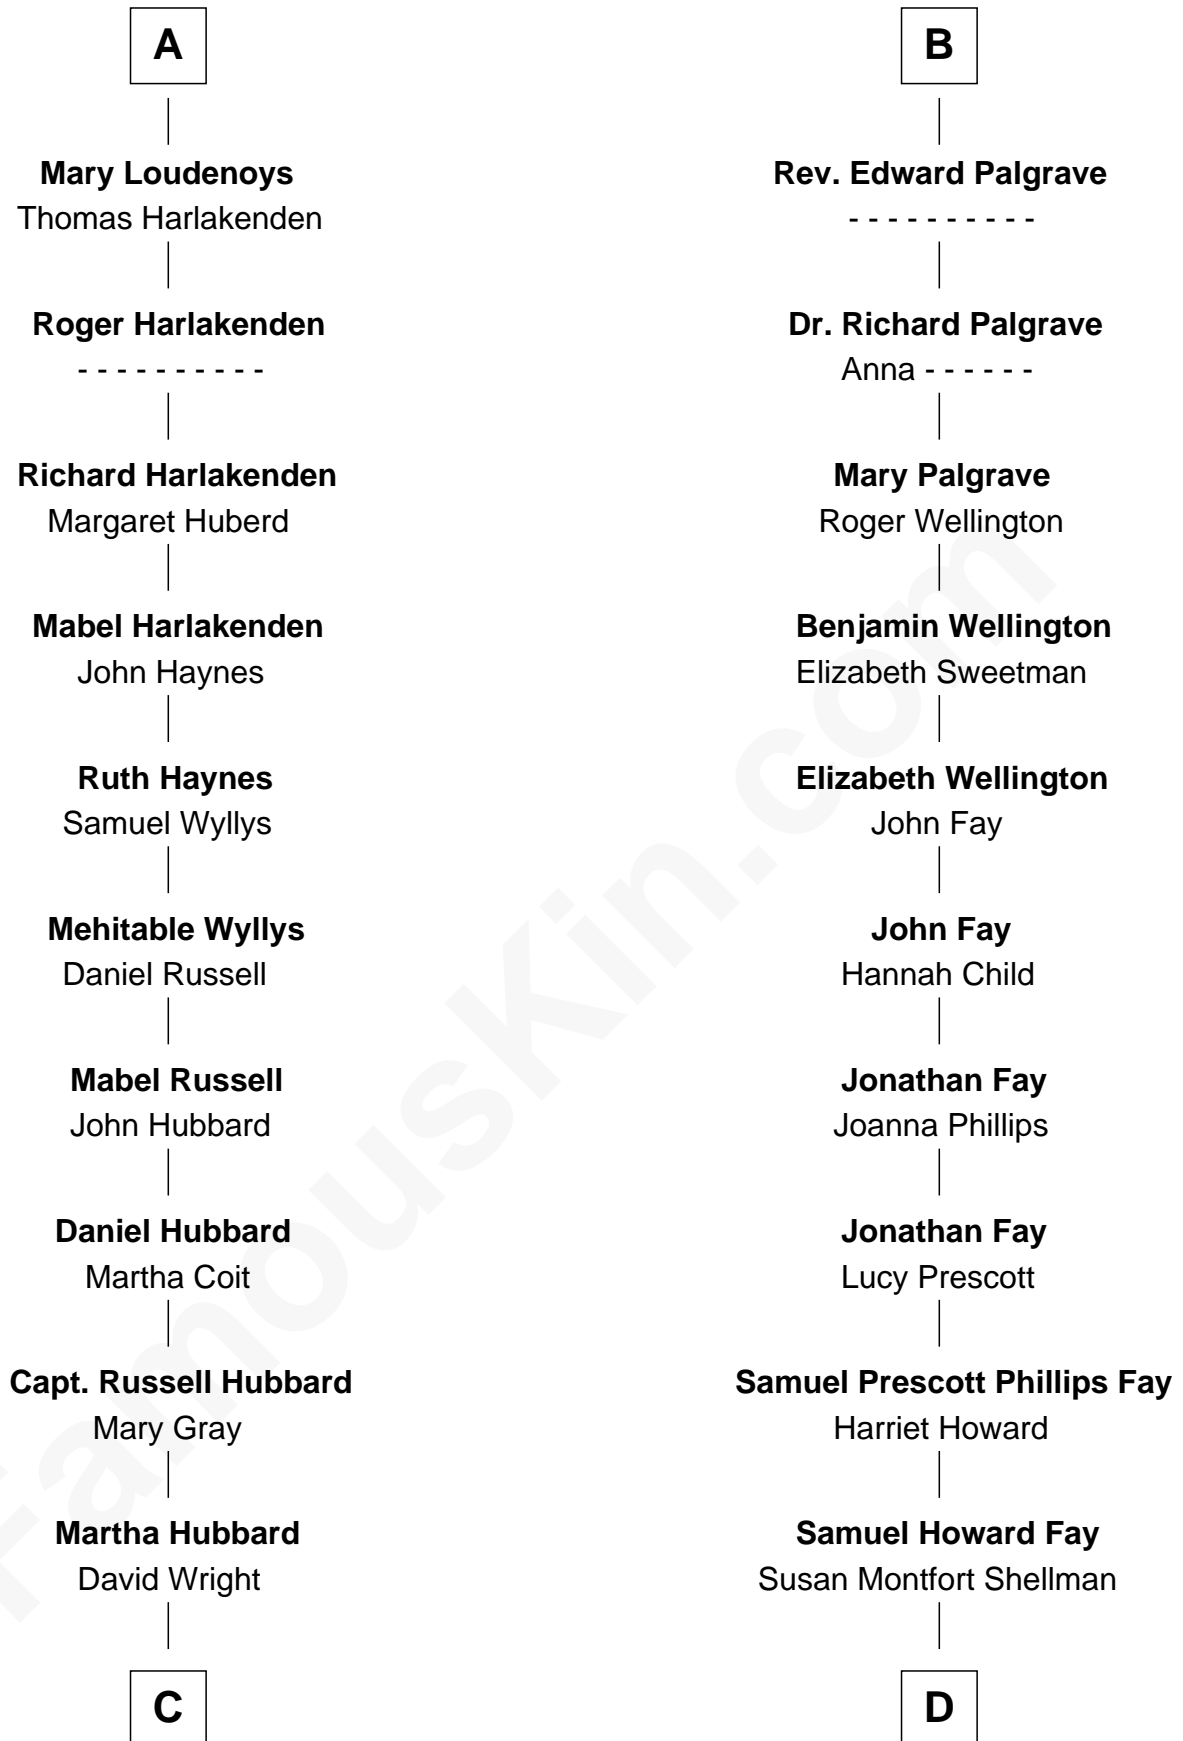 A
Mary Loudenoys
Thomas Harlakenden
Roger Harlakenden
- - - - - - - - - -
Richard Harlakenden
Margaret Huberd
Mabel Harlakenden
John Haynes
Ruth Haynes
Samuel Wyllys
Mehitable Wyllys
Daniel Russell
Mabel Russell
John Hubbard
Daniel Hubbard
Martha Coit
Capt. Russell Hubbard
Mary Gray
Martha Hubbard
David Wright
C
B
Rev. Edward Palgrave
- - - - - - - - - -
Dr. Richard Palgrave
Anna - - - - - -
Mary Palgrave
Roger Wellington
Benjamin Wellington
Elizabeth Sweetman
Elizabeth Wellington
John Fay
John Fay
Hannah Child
Jonathan Fay
Joanna Phillips
Jonathan Fay
Lucy Prescott
Samuel Prescott Phillips Fay
Harriet Howard
Samuel Howard Fay
Susan Montfort Shellman
D
FamousKin.com